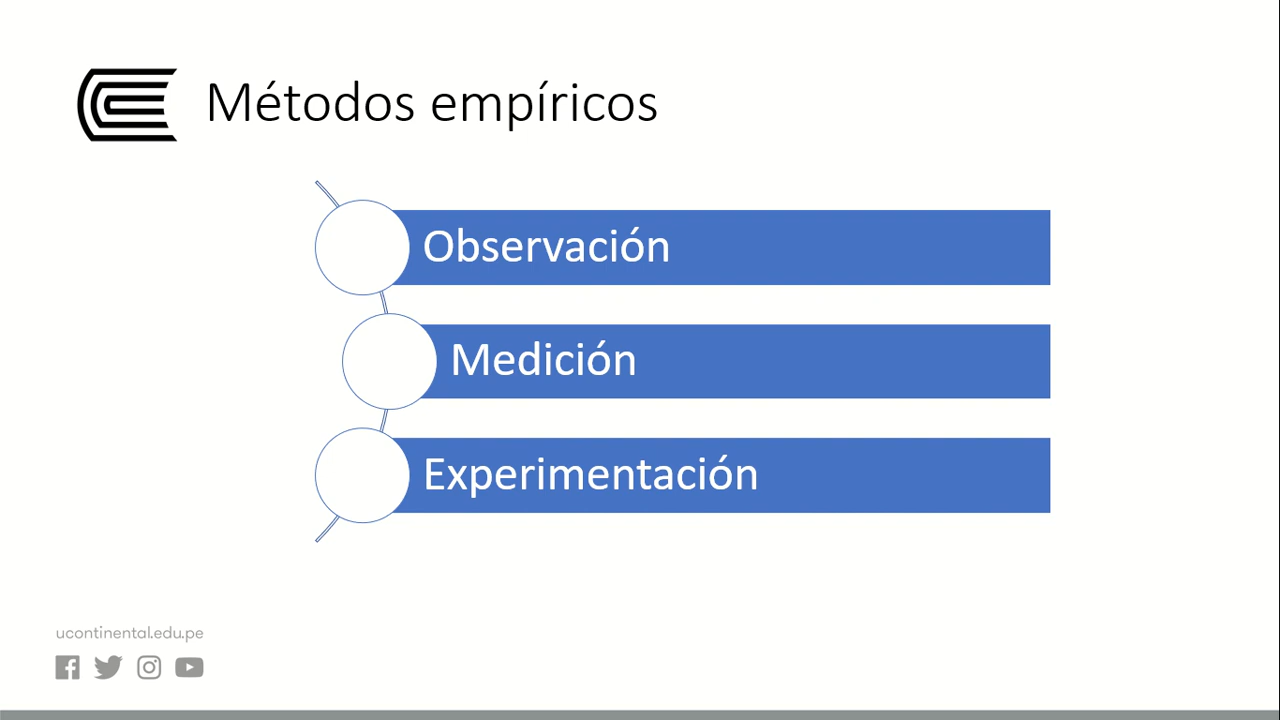 Métodos empíricos
Observación
Medición
Experimentación
ucontinental.edu.pe